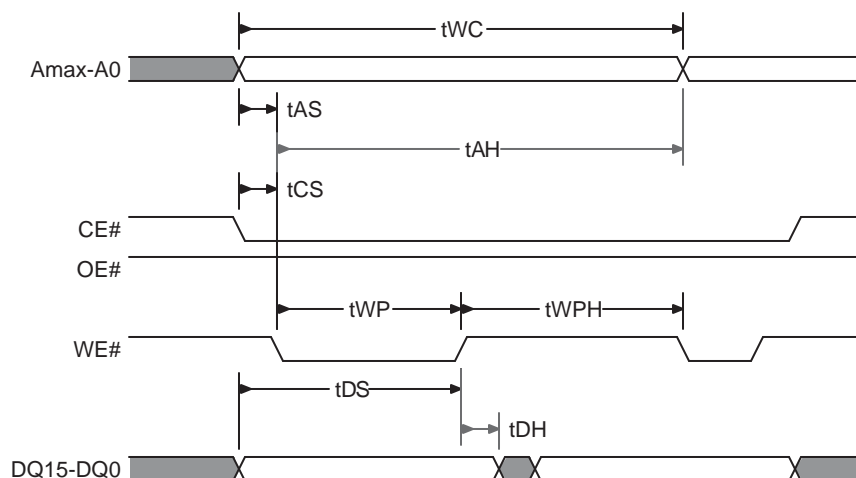 tWC
Amax-A0
tAS
tAH
tCS
CE#
OE#
tWP tWPH
WE#
tDS
tDH
DQ15-DQ0